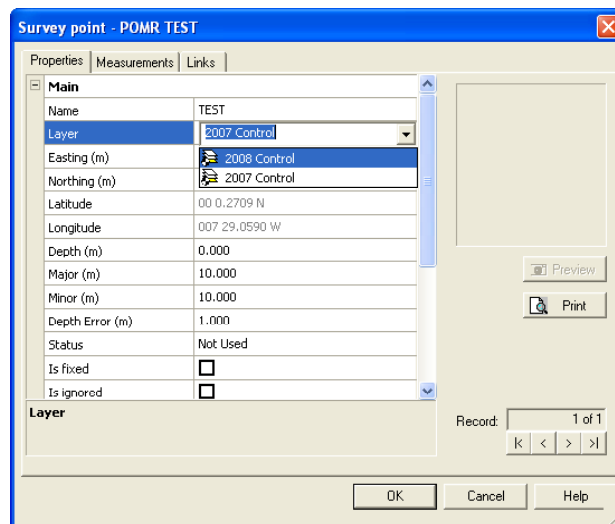 Survey point - POMR TEST
Properties Measurements Links
Main
Name TEST
Layer 2007 Control
Easting (m) 2008 Control
Northing (m) 2007 Control
Latitude 00 0.2709 N
Longitude 007 29.0590 W
Depth (m) 0.000
Major (m) 10.000
Minor (m) 10.000
Depth Error (m) 1.000
Status Not Used
Is fixed
Is ignored
Layer
Preview
Print
Record: 1 of 1
OK Cancel Help